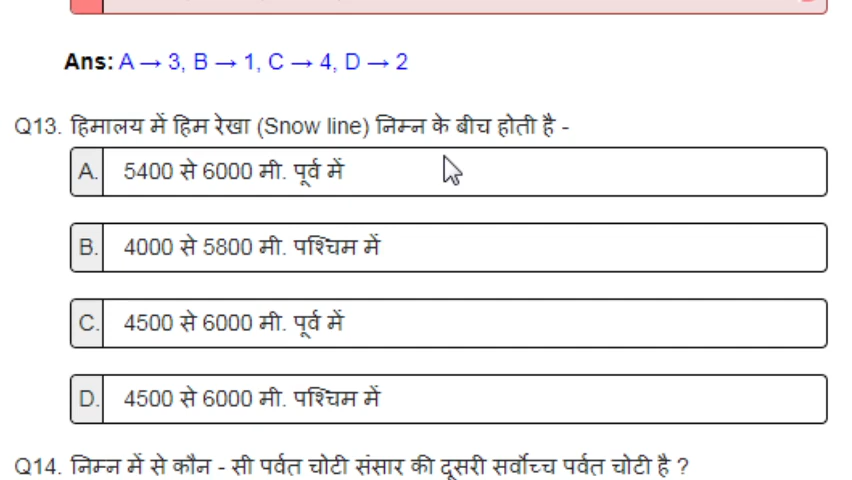 Ans: A → 3, B → 1, C → 4, D → 2
Q13. हिमालय में हिम रेखा (Snow line) निम्न के बीच होती है -
A. 5400 से 6000 मी. पूर्व में
B. 4000 से 5800 मी. पश्चिम में
C. 4500 से 6000 मी. पूर्व में
D. 4500 से 6000 मी. पश्चिम में
Q14. निम्न में से कौन - सी पर्वत चोटी संसार की दूसरी सर्वोच्च पर्वत चोटी है ?